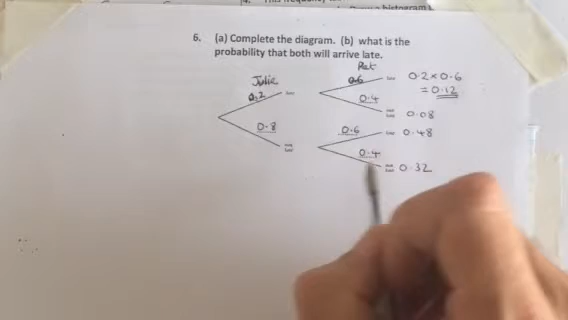 histogram
6. (a) Complete the diagram. (b) what is the
probability that both will arrive late.
Julie
Pat
0.2
0.8
0.6
0.4
0.6
0.4
L
L
L
L
L
L
0.2 × 0.6
= 0.12
0.08
0.48
0.32